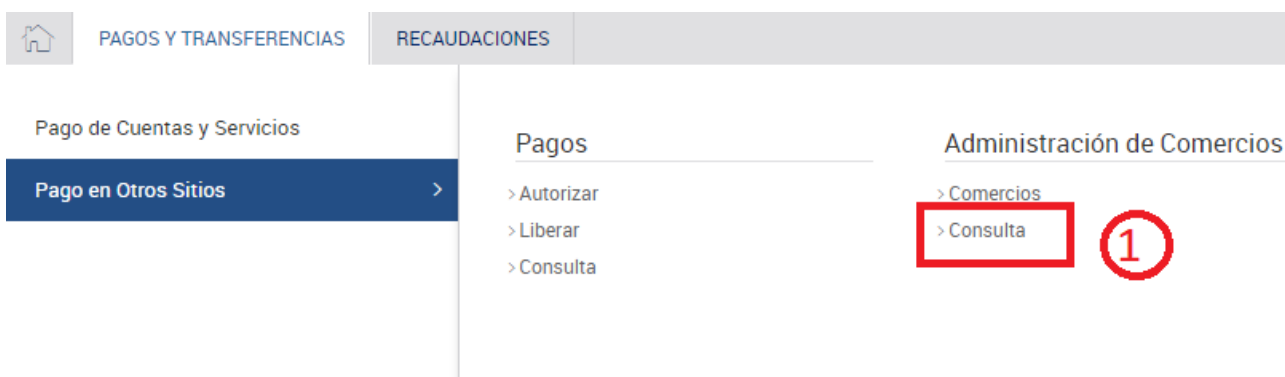 PAGOS Y TRANSFERENCIAS
RECAUDACIONES
Pago de Cuentas y Servicios
Pago en Otros Sitios >
Pagos
> Autorizar
> Liberar
> Consulta
Administración de Comercios
> Comercios
> Consulta
1